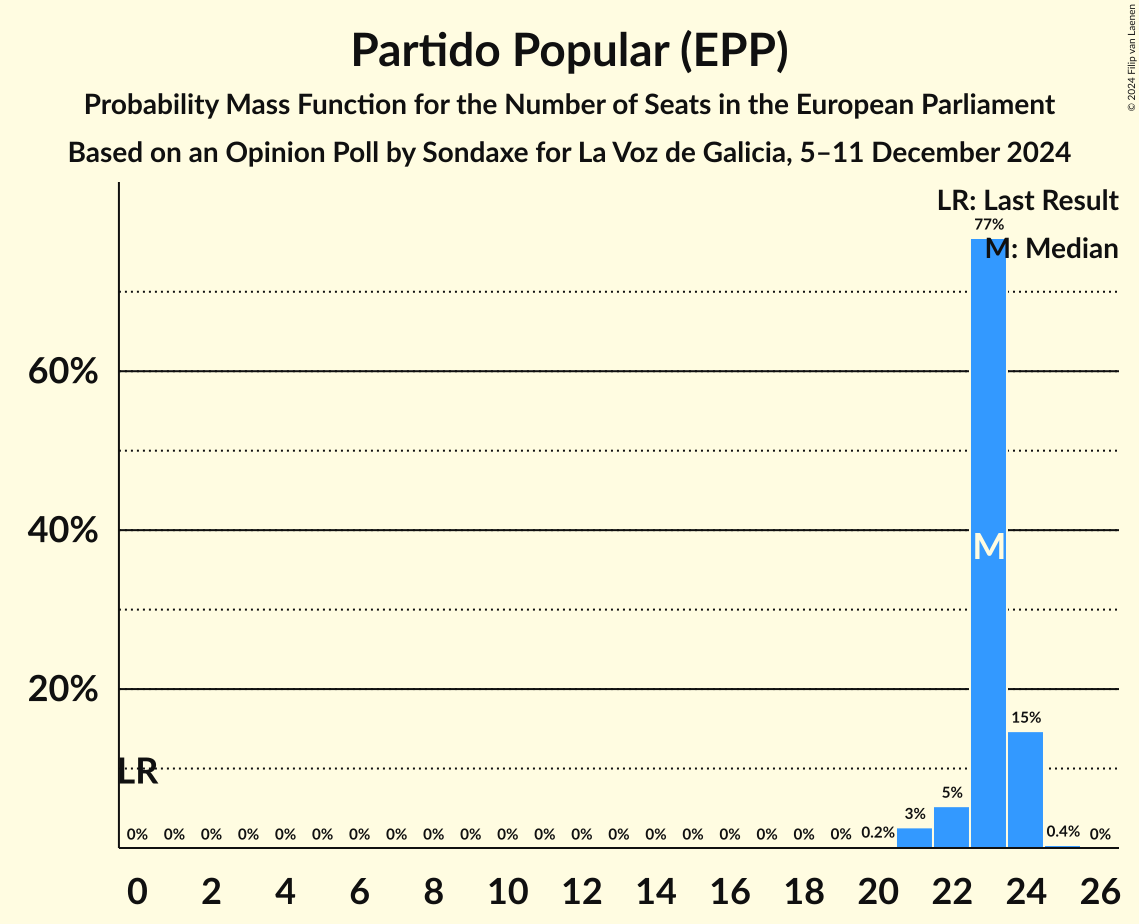 Partido Popular (EPP)
Probability Mass Function for the Number of Seats in the European Parliament
Based on an Opinion Poll by Sondaxe for La Voz de Galicia, 5–11 December 2024
© 2024 Filip van Laenen
LR: Last Result
M: Median
77%
60%
40%
M
20%
15%
LR
5%
3%
0% 0% 0% 0% 0% 0% 0% 0% 0% 0% 0% 0% 0% 0% 0% 0% 0% 0% 0% 0% 0.2% 0.4% 0%
0 2 4 6 8 10 12 14 16 18 20 22 24 26